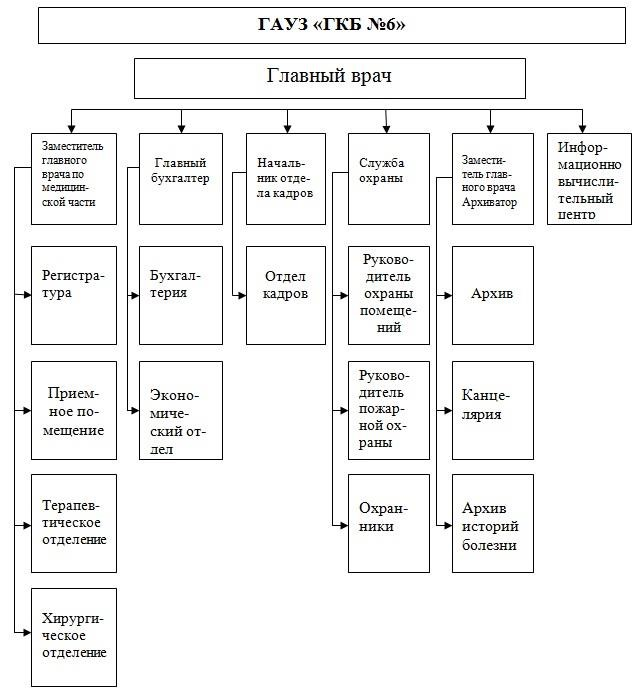 ГАУЗ «ГКБ №6»
Главный врач
Заместитель
главного
врача по
медицин-
ской части
Главный
бухгалтер
Началь-
ник отде-
ла кадров
Служба
охраны
Замести-
тель глав-
ного врача
Архиватор
Инфор-
мационно
вычисли-
тельный
центр
Регистра-
тура
Бухгал-
терия
Отдел
кадров
Руково-
дитель
охраны
помеще-
ний
Архив
Прием-
ное по-
мещение
Эконо-
мичес-
ский от-
дел
Руково-
дитель
пожар-
ной ох-
раны
Канце-
лярия
Терапев-
тическое
отделение
Охран-
ники
Архив
историй
болезни
Хирурги-
ческое
отделение